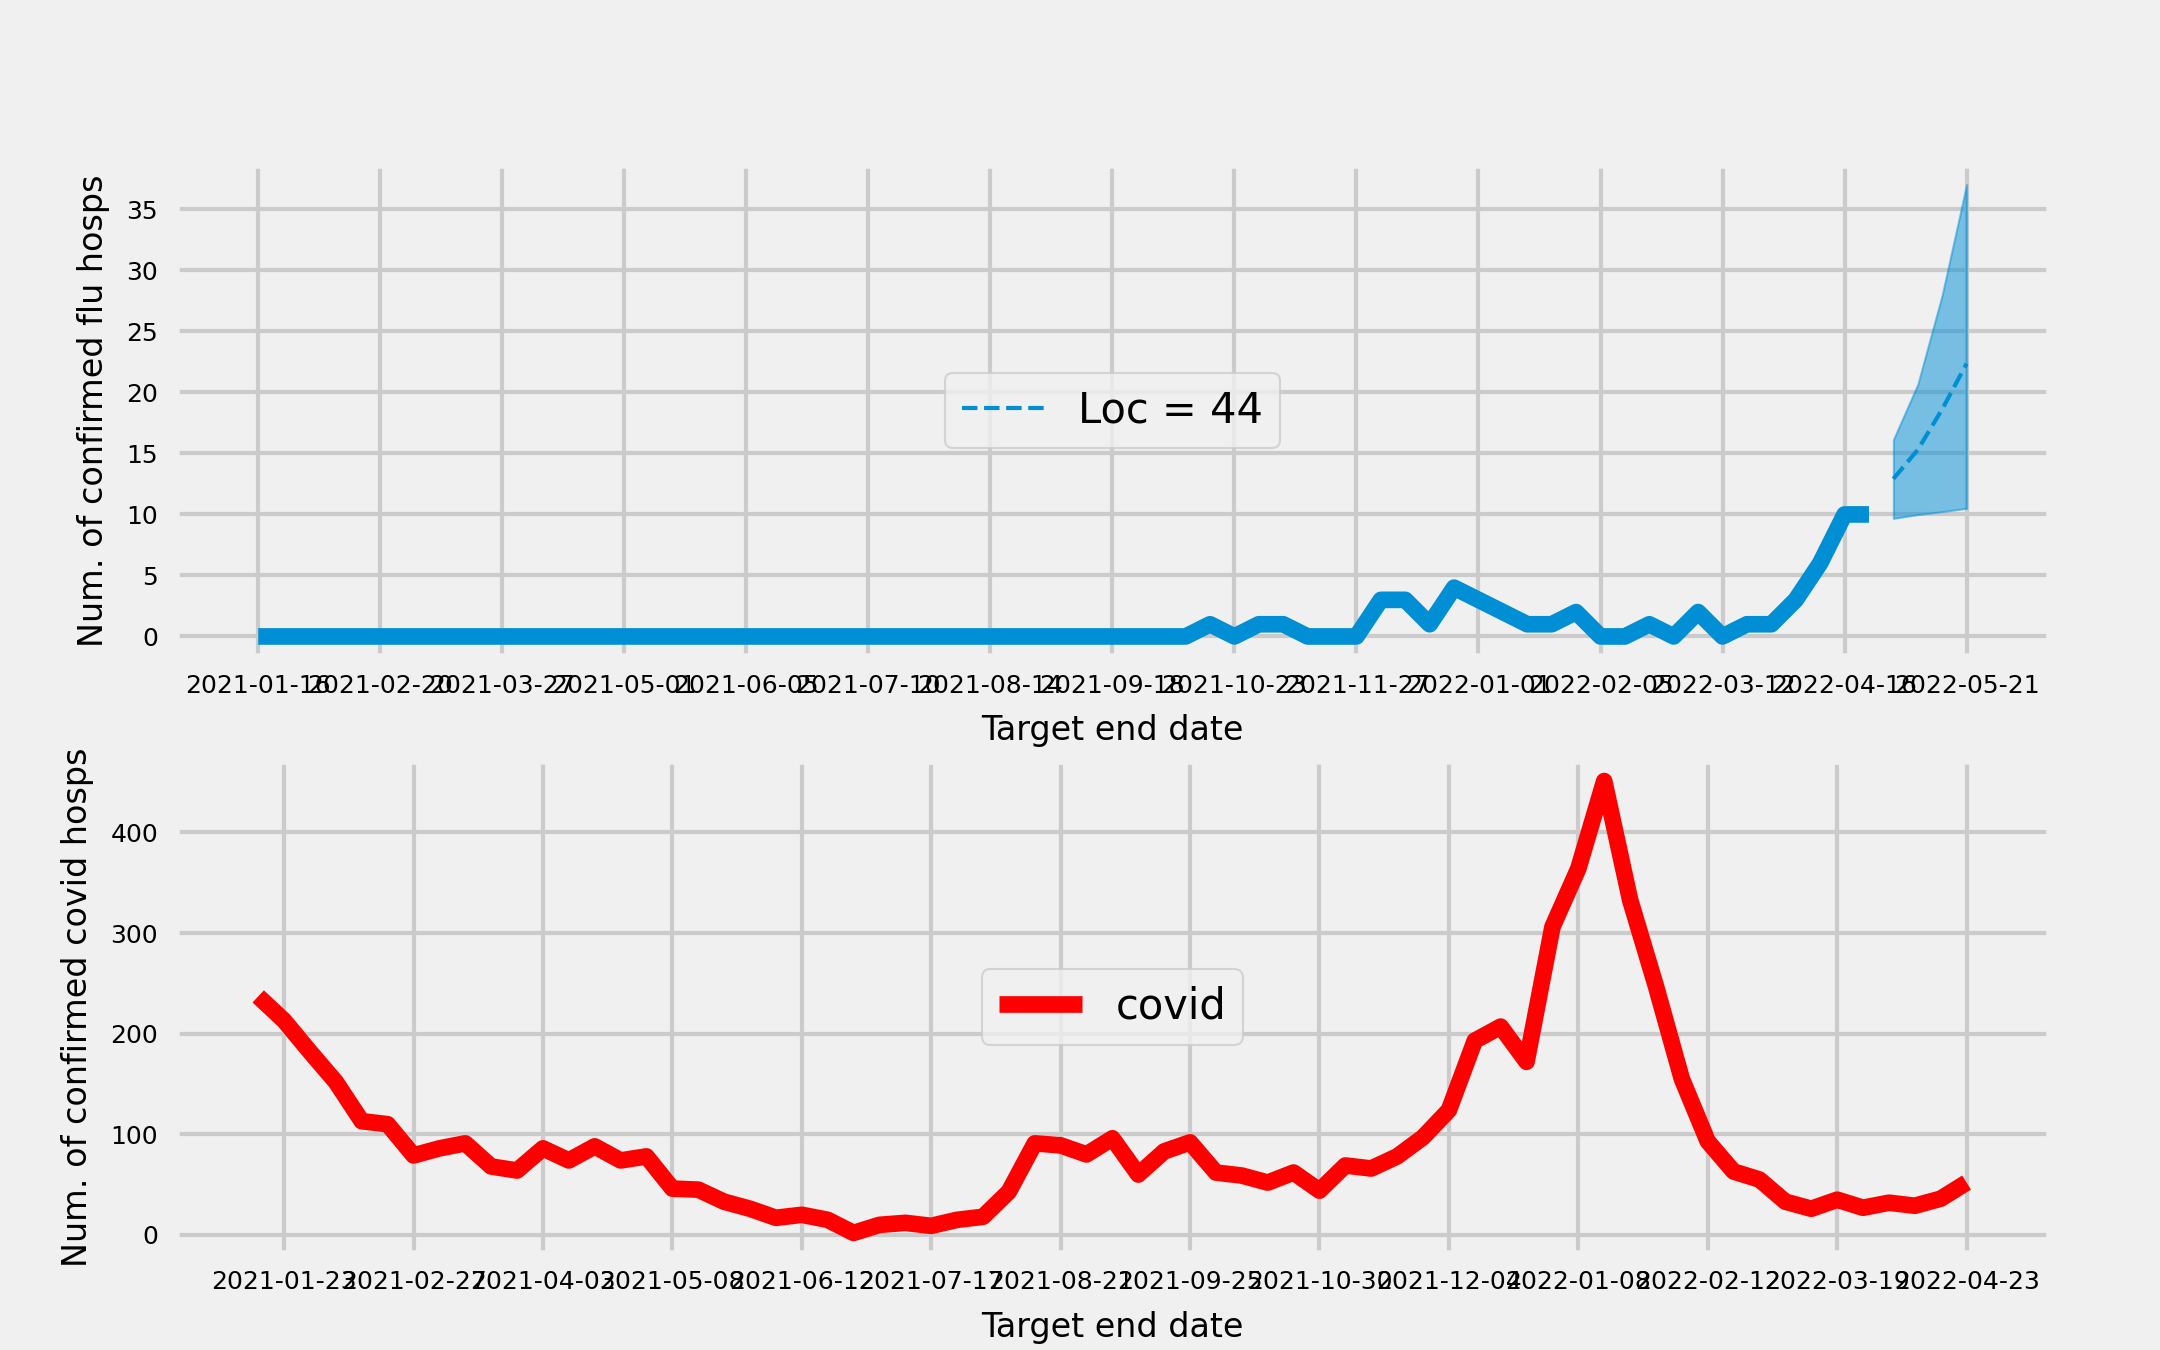 Num. of confirmed flu hosps
35
30
25
20
15
10
5
0
Loc = 44
2021-01-16 2021-02-20 2021-03-27 2021-05-01 2021-06-05 2021-07-10 2021-08-14 2021-09-18 2021-10-23 2021-11-27 2022-01-01 2022-02-05 2022-03-12 2022-04-16 2022-05-21
Target end date
Num. of confirmed covid hosps
400
300
200
100
0
covid
2021-01-23 2021-02-27 2021-04-03 2021-05-08 2021-06-12 2021-07-17 2021-08-21 2021-09-25 2021-10-30 2021-12-04 2022-01-08 2022-02-12 2022-03-19 2022-04-23
Target end date